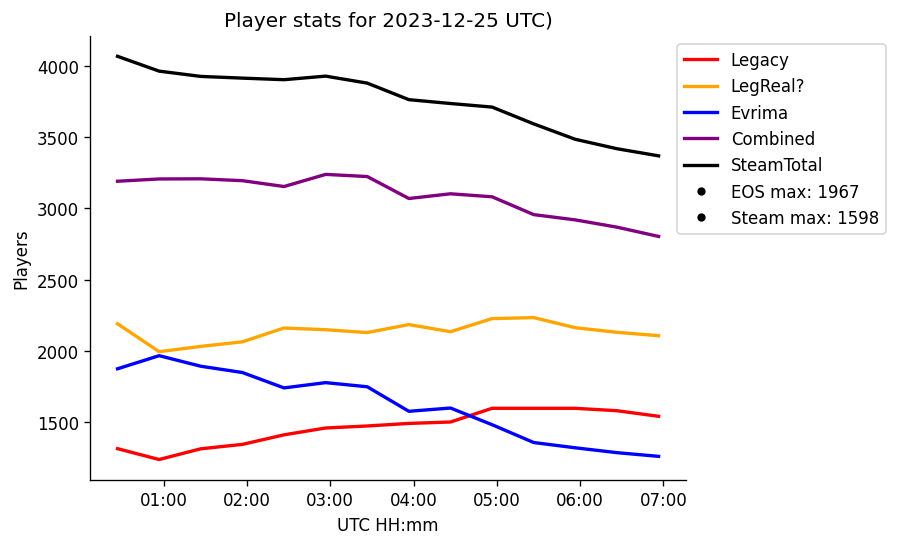 Player stats for 2023-12-25 UTC)
Legacy
LegReal?
Evrima
Combined
SteamTotal
EOS max: 1967
Steam max: 1598
Players
4000
3500
3000
2500
2000
1500
01:00 02:00 03:00 04:00 05:00 06:00 07:00
UTC HH:mm